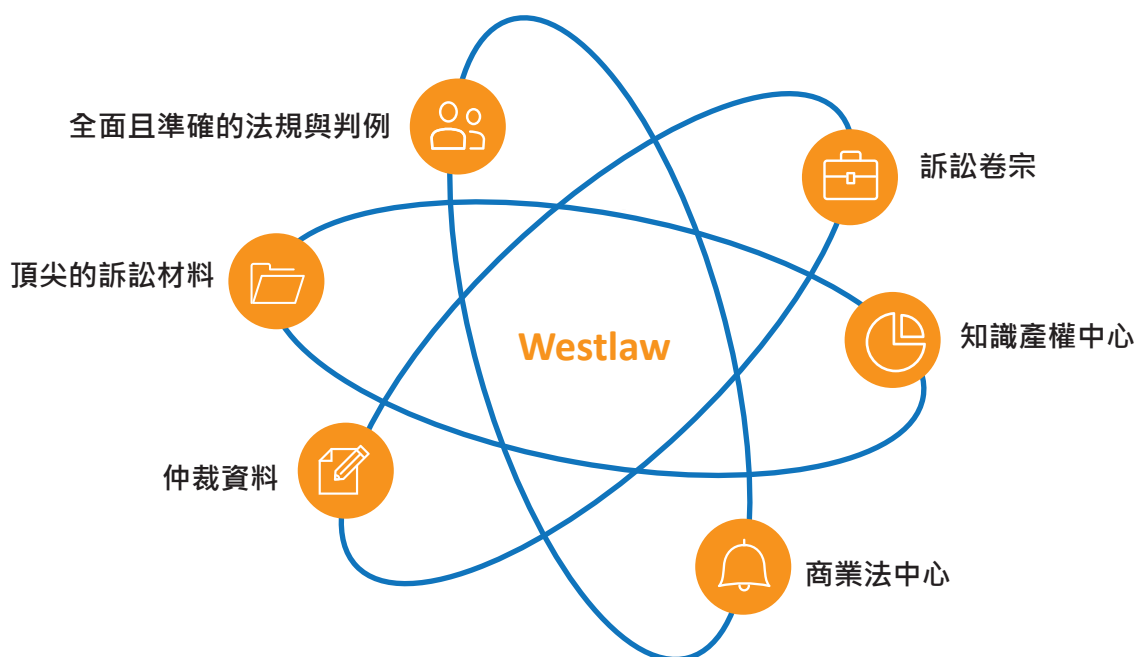 全面且準確的法規與判例
訴訟卷宗
頂尖的訴訟材料
知識產權中心
Westlaw
仲裁資料
商業法中心